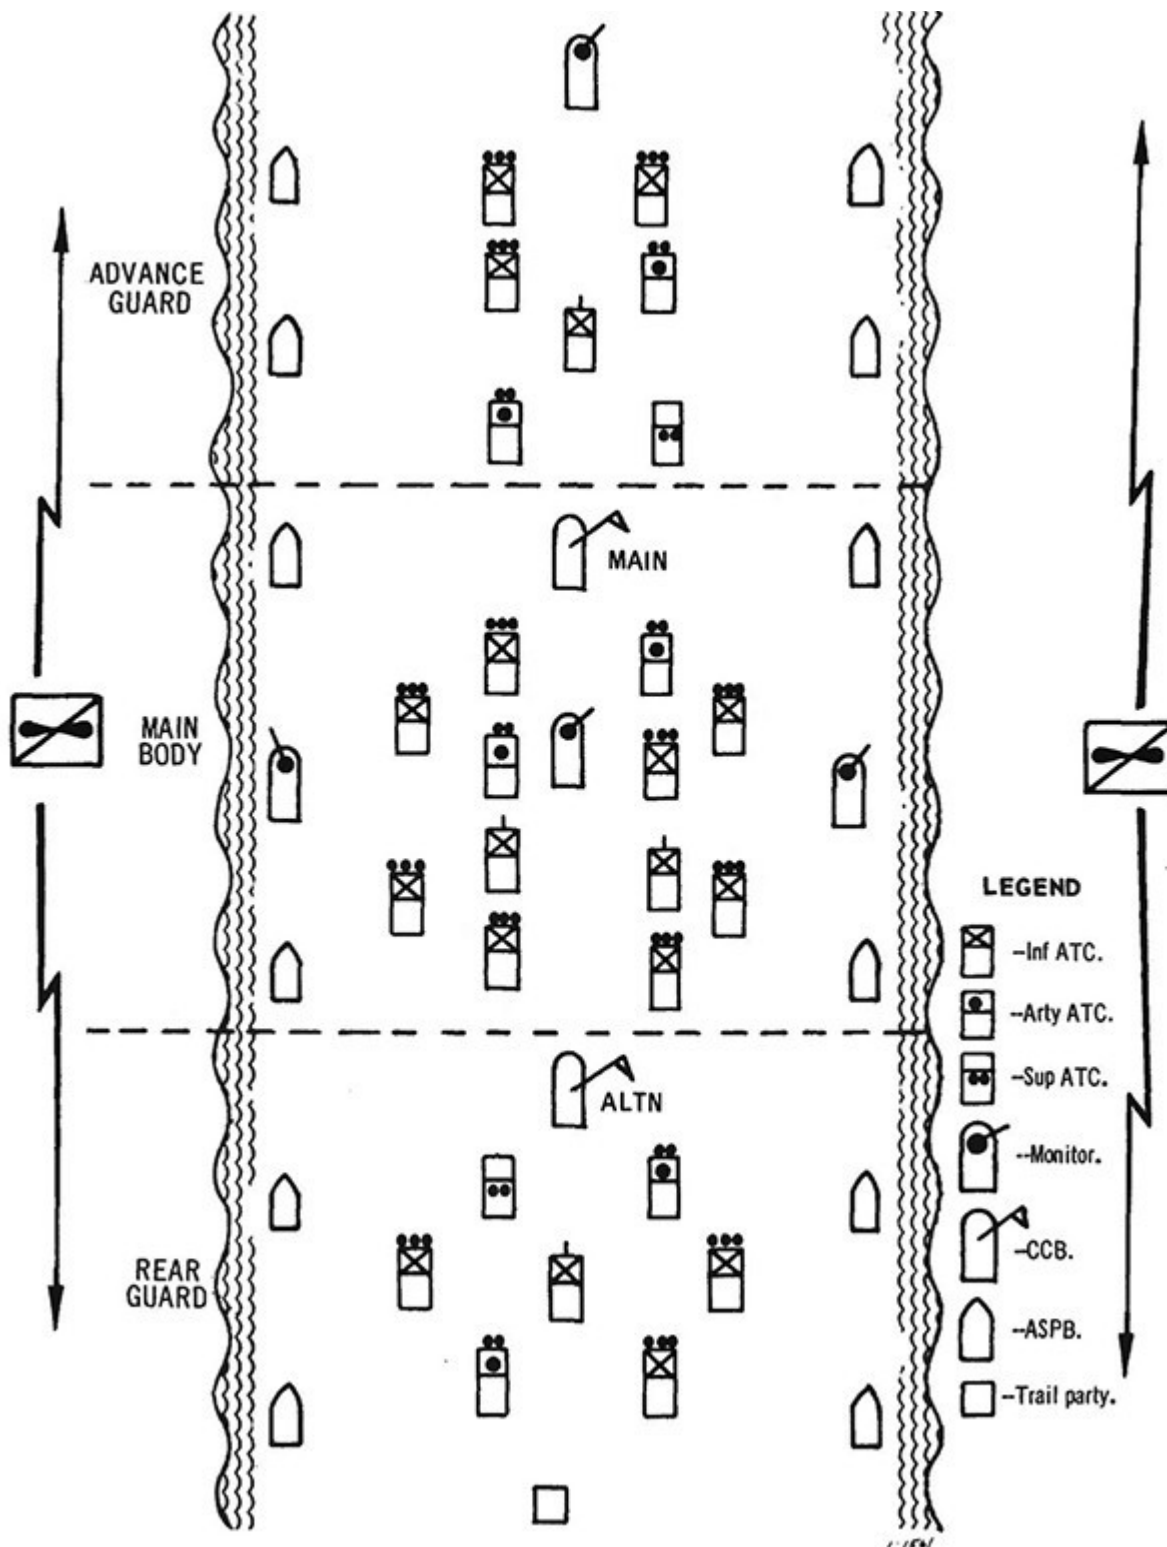 ADVANCE
GUARD
MAIN
MAIN
BODY
LEGEND
--Inf ATC.
--Arty ATC.
--Sup ATC.
--Monitor.
--CCB.
--ASPB.
--Trail party.
ALTN
REAR
GUARD